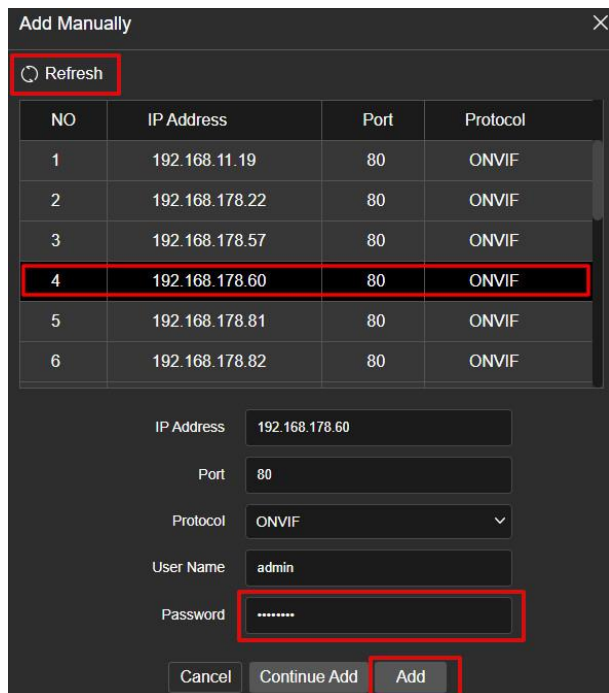 Add Manually
Refresh
NO IP Address Port Protocol
1 192.168.11.19 80 ONVIF
2 192.168.178.22 80 ONVIF
3 192.168.178.57 80 ONVIF
4 192.168.178.60 80 ONVIF
5 192.168.178.81 80 ONVIF
6 192.168.178.82 80 ONVIF
IP Address 192.168.178.60
Port 80
Protocol ONVIF
User Name admin
Password ••••••••
Cancel Continue Add Add